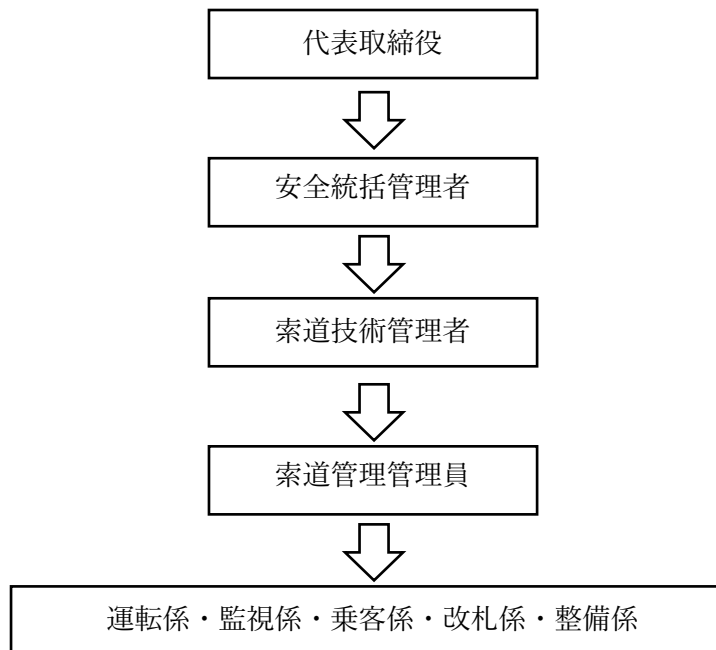 代表取締役
安全統括管理者
索道技術管理者
索道管理管理員
運転係・監視係・乗客係・改札係・整備係